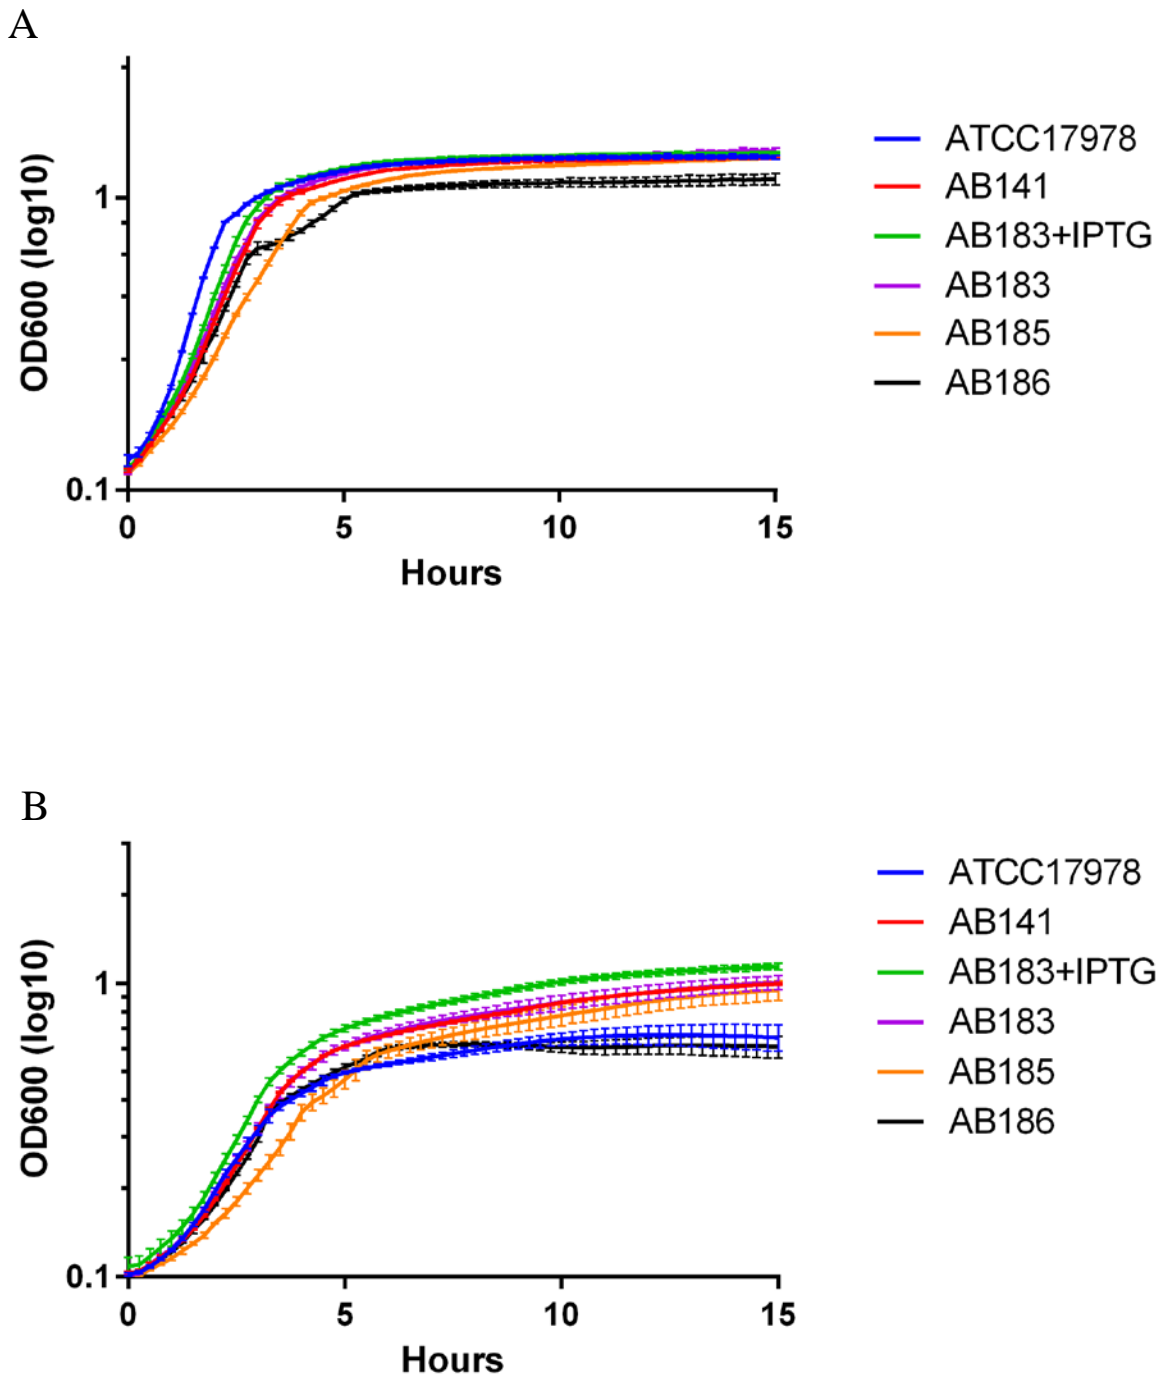 A
OD600 (log10)
1
0.1
0 5 10 15
Hours
ATCC17978
AB141
AB183+IPTG
AB183
AB185
AB186
B
OD600 (log10)
1
0.1
0 5 10 15
Hours
ATCC17978
AB141
AB183+IPTG
AB183
AB185
AB186